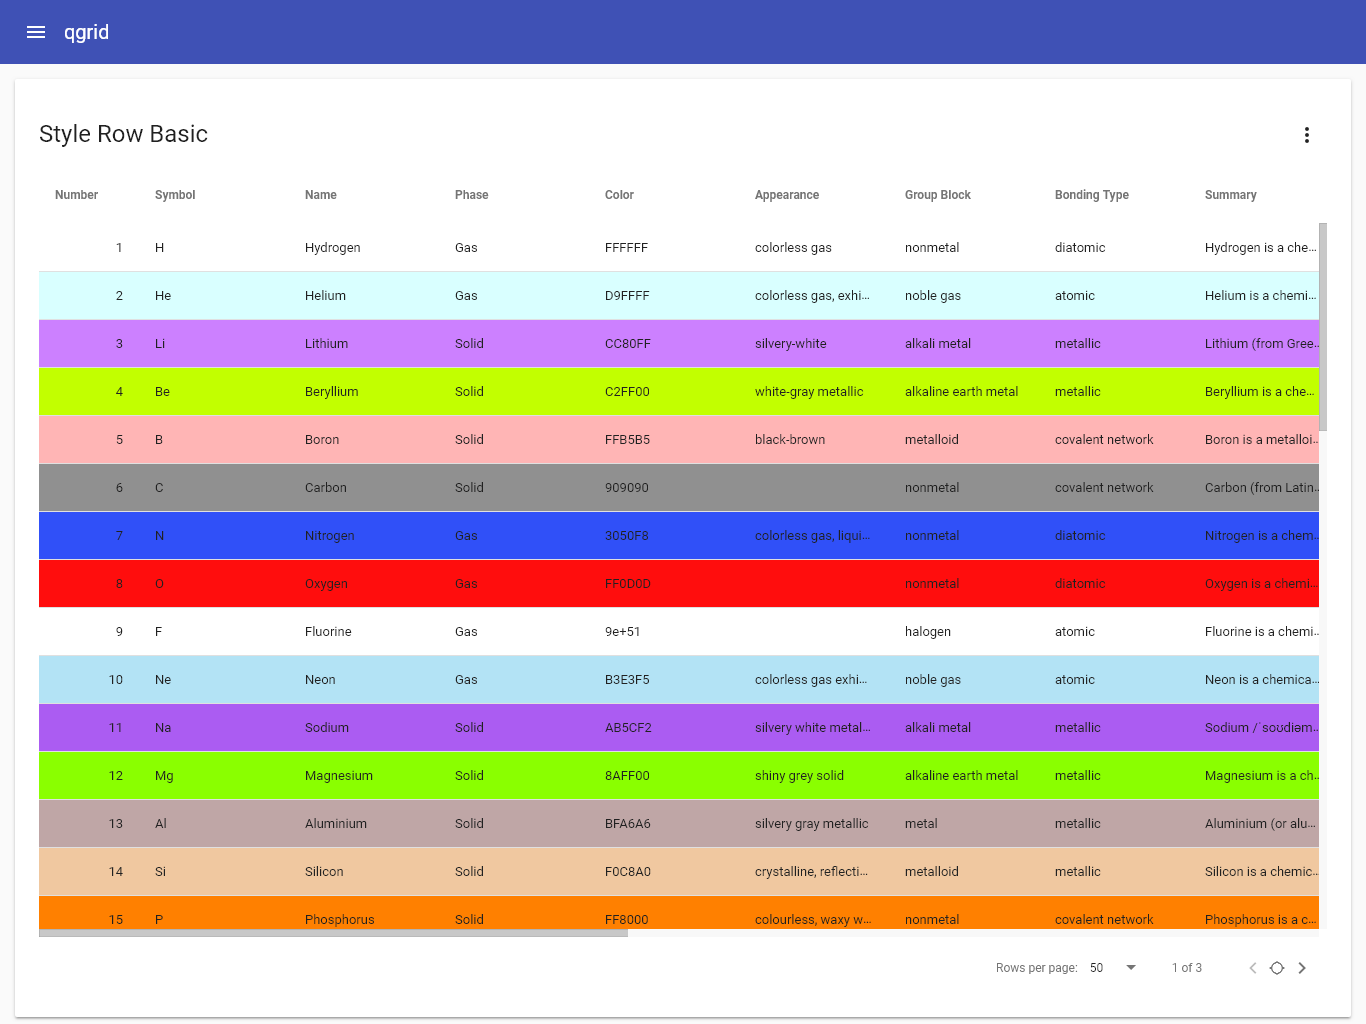 qgrid
Style Row Basic
Number Symbol Name Phase Color Appearance Group Block Bonding Type Summary
1 H Hydrogen Gas FFFFFF colorless gas nonmetal diatomic Hydrogen is a che...
2 He Helium Gas D9FFFF colorless gas, exhi... noble gas atomic Helium is a chemi...
3 Li Lithium Solid CC80FF silvery-white alkali metal metallic Lithium (from Gree...
4 Be Beryllium Solid C2FF00 white-gray metallic alkaline earth metal metallic Beryllium is a che...
5 B Boron Solid FFB5B5 black-brown metalloid covalent network Boron is a metalloi...
6 C Carbon Solid 909090 nonmetal covalent network Carbon (from Latin...
7 N Nitrogen Gas 3050F8 colorless gas, liqui... nonmetal diatomic Nitrogen is a chem...
8 O Oxygen Gas FF0D0D nonmetal diatomic Oxygen is a chemi...
9 F Fluorine Gas 9e+51 halogen atomic Fluorine is a chemi...
10 Ne Neon Gas B3E3F5 colorless gas exhi... noble gas atomic Neon is a chemica...
11 Na Sodium Solid AB5CF2 silvery white metal... alkali metal metallic Sodium /ˈsoʊdiəm...
12 Mg Magnesium Solid 8AFF00 shiny grey solid alkaline earth metal metallic Magnesium is a ch...
13 Al Aluminium Solid BFA6A6 silvery gray metallic metal metallic Aluminium (or alu...
14 Si Silicon Solid F0C8A0 crystalline, reflecti... metalloid metallic Silicon is a chemic...
15 P Phosphorus Solid FF8000 colourless, waxy w... nonmetal covalent network Phosphorus is a c...
Rows per page: 50 1 of 3